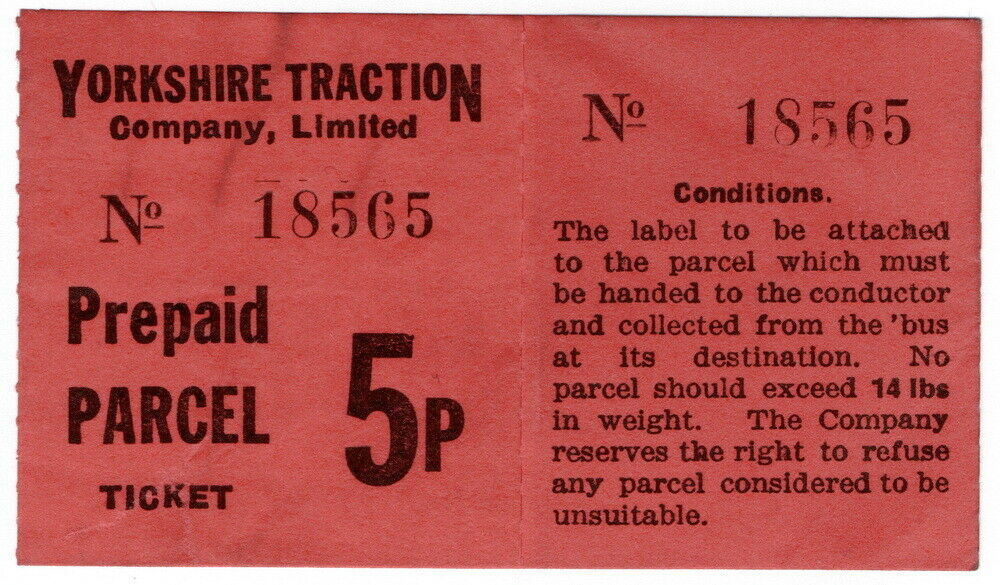 YORKSHIRE TRACTION
Company, Limited
Nº 18565
Prepaid
PARCEL
TICKET
5P
Nº 18565
Conditions.
The label to be attached
to the parcel which must
be handed to the conductor
and collected from the 'bus
at its destination. No
parcel should exceed 14 lbs
in weight. The Company
reserves the right to refuse
any parcel considered to be
unsuitable.